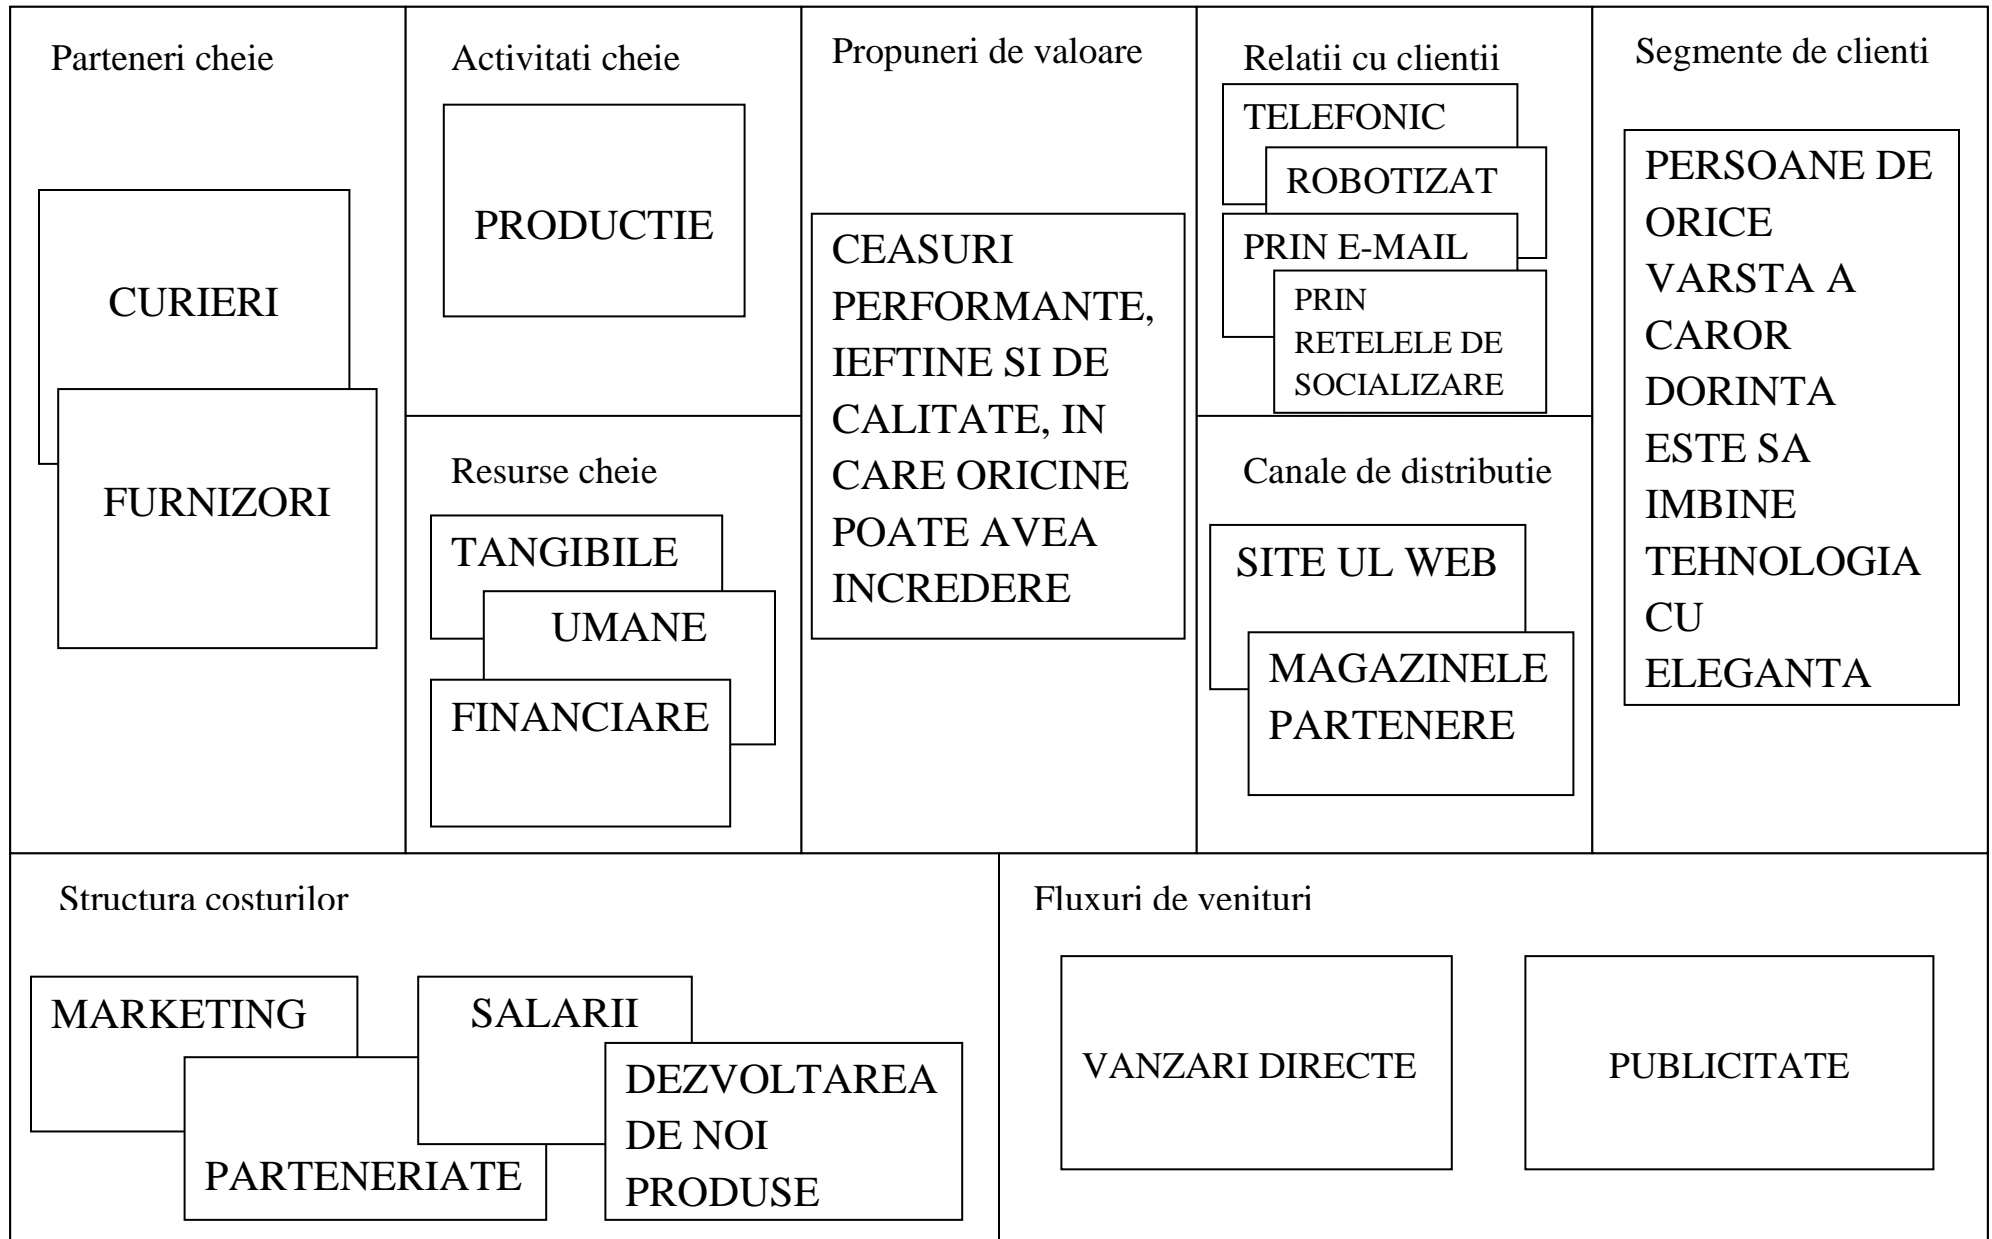 Parteneri cheie
CURIERI
FURNIZORI
Activitati cheie
PRODUCTIE
Resurse cheie
TANGIBILE
UMANE
FINANCIARE
Propuneri de valoare
CEASURI
PERFORMANTE,
IEFTINE SI DE
CALITATE, IN
CARE ORICINE
POATE AVEA
INCREDERE
Relatii cu clientii
TELEFONIC
ROBOTIZAT
PRIN E-MAIL
PRIN
RETELELE DE
SOCIALIZARE
Canale de distributie
SITE UL WEB
MAGAZINELE
PARTENERE
Segmente de clienti
PERSOANE DE
ORICE
VARSTA A
CAROR
DORINTA
ESTE SA
IMBINE
TEHNOLOGIA
CU
ELEGANTA
Structura costurilor
MARKETING
PARTENERIATE
SALARII
DEZVOLTAREA
DE NOI
PRODUSE
Fluxuri de venituri
VANZARI DIRECTE
PUBLICITATE